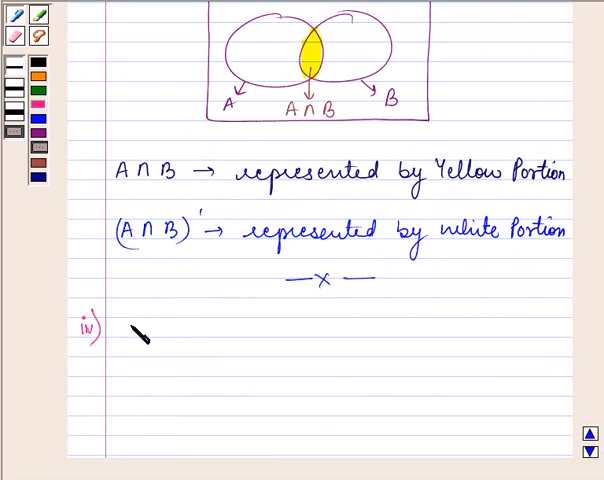 A A ∩ B B
A ∩ B → represented by Yellow Portion
(A ∩ B)' → represented by white Portion
— x —
iv)